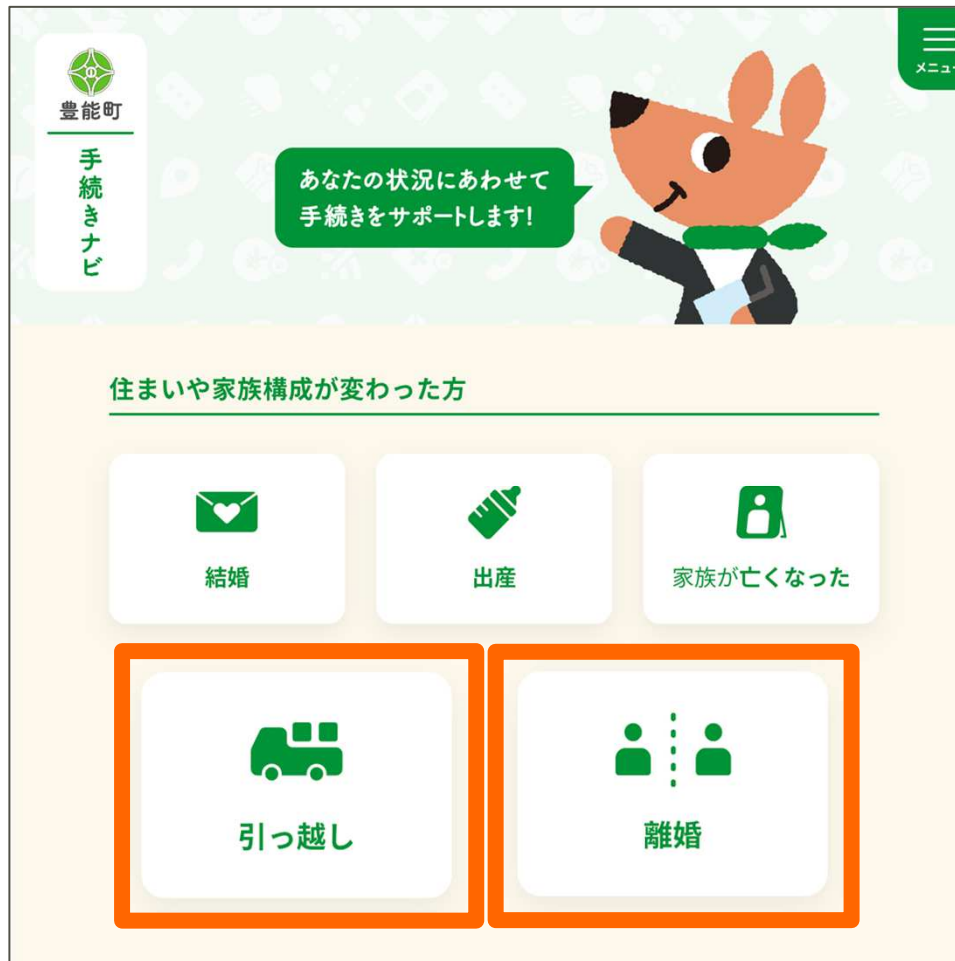 豊能町
手続きナビ
メニュー
あなたの状況にあわせて
手続きをサポートします!
住まいや家族構成が変わった方
結婚
出産
家族が亡くなった
引っ越し
離婚